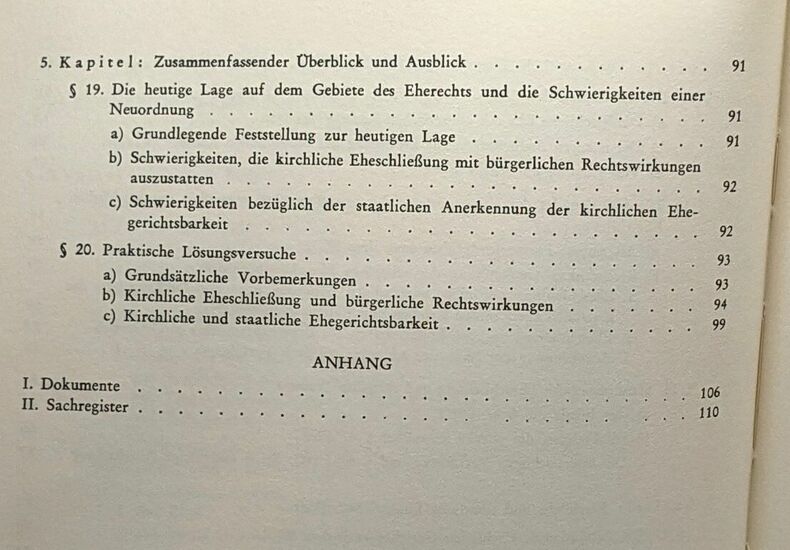 5. Kapitel: Zusammenfassender Überblick und Ausblick . . . . . . . . . . . . 91
§ 19. Die heutige Lage auf dem Gebiete des Eherechts und die Schwierigkeiten einer
Neuordnung . . . . . . . . . . . . . . . . . . . . . . . . 91
a) Grundlegende Feststellung zur heutigen Lage . . . . . . . . . . . 91
b) Schwierigkeiten, die kirchliche Eheschließung mit bürgerlichen Rechtswirkungen
auszustatten . . . . . . . . . . . . . . . . . . . . . . . 92
c) Schwierigkeiten bezüglich der staatlichen Anerkennung der kirchlichen Ehe-
gerichtsbarkeit . . . . . . . . . . . . . . . . . . . . . . 92
§ 20. Praktische Lösungsversuche . . . . . . . . . . . . . . . . . . . 93
a) Grundsätzliche Vorbemerkungen . . . . . . . . . . . . . . . . 93
b) Kirchliche Eheschließung und bürgerliche Rechtswirkungen . . . . . . . 94
c) Kirchliche und staatliche Ehegerichtsbarkeit . . . . . . . . . . . . 99
ANHANG
I. Dokumente . . . . . . . . . . . . . . . . . . . . . . . . . . 106
II. Sachregister . . . . . . . . . . . . . . . . . . . . . . . . . . 110